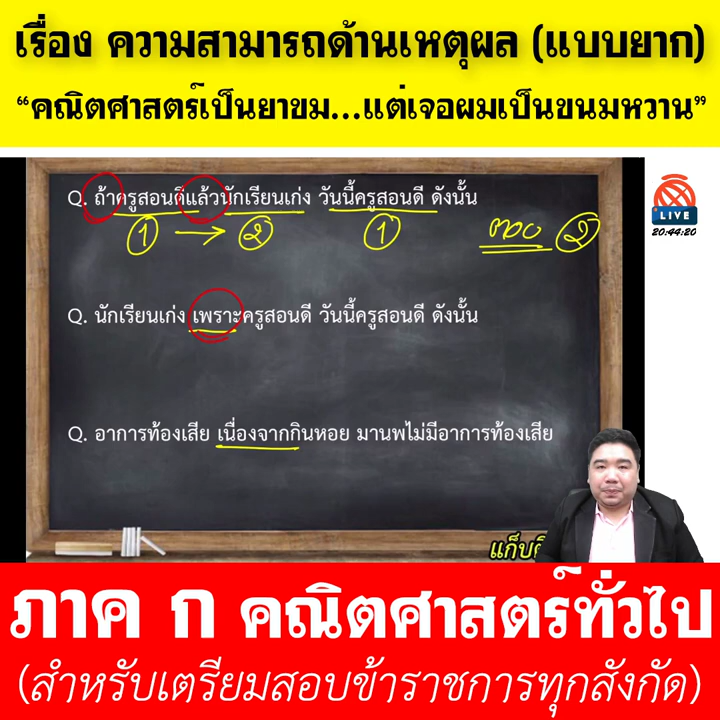 เรื่อง ความสามารถด้านเหตุผล (แบบยาก)
“คณิตศาสตร์เป็นยาขม...แต่เจอผมเป็นขนมหวาน”
Q. ถ้าครูสอนดีแล้วนักเรียนเก่ง วันนี้ครูสอนดี ดังนั้น
1 → 2 1 ตอบ 2
LIVE
20:44:20
Q. นักเรียนเก่ง เพราะครูสอนดี วันนี้ครูสอนดี ดังนั้น
Q. อาการท้องเสีย เนื่องจากกินหอย มานพไม่มีอาการท้องเสีย
ภาค ก คณิตศาสตร์ทั่วไป
(สำหรับเตรียมสอบข้าราชการทุกสังกัด)